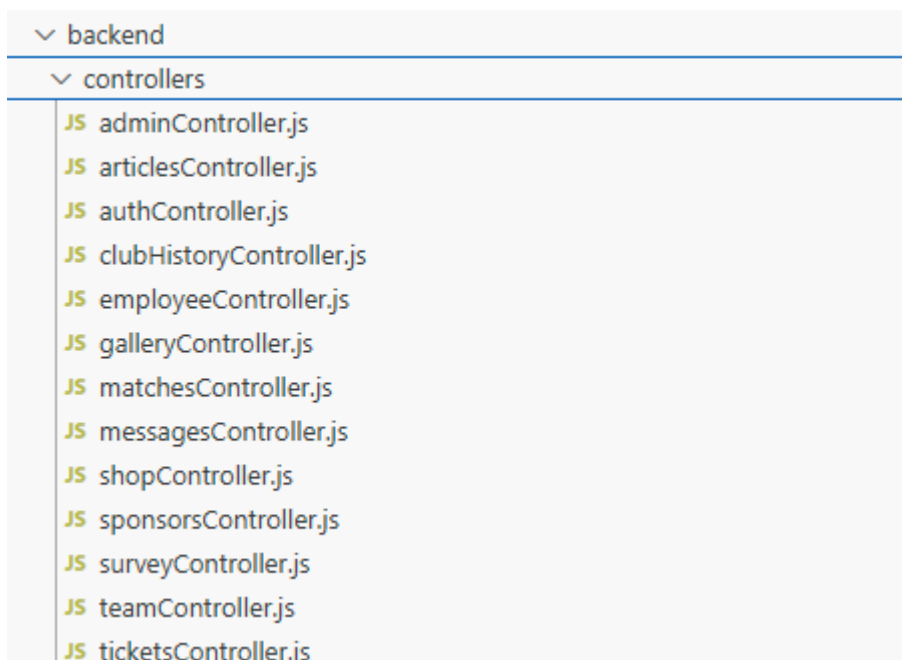 backend
controllers
JS adminController.js
JS articlesController.js
JS authController.js
JS clubHistoryController.js
JS employeeController.js
JS galleryController.js
JS matchesController.js
JS messagesController.js
JS shopController.js
JS sponsorsController.js
JS surveyController.js
JS teamController.js
JS ticketsController.js